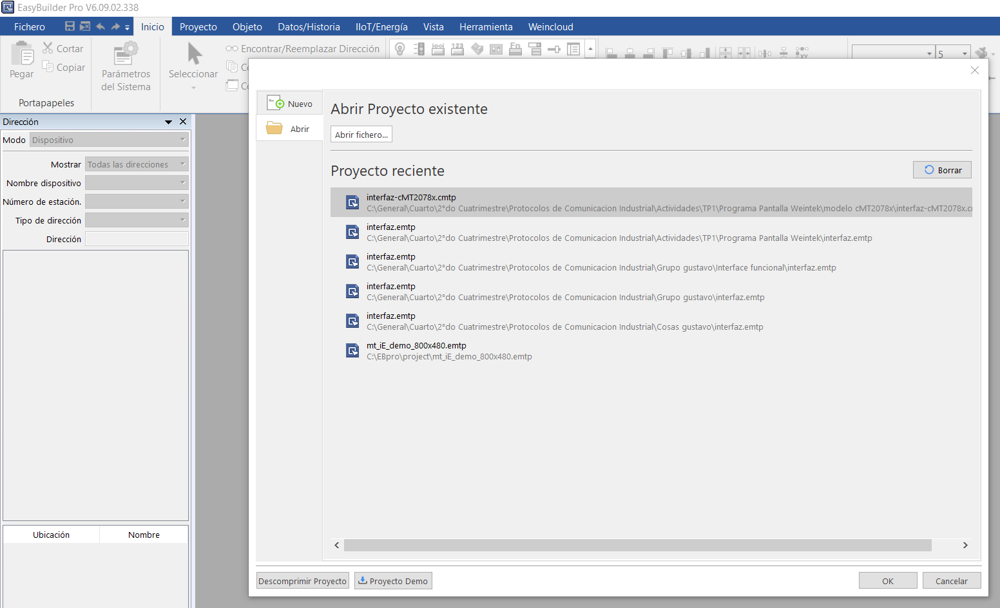 EasyBuilder Pro V6.09.02.338
Fichero Inicio Proyecto Objeto Datos/Historia IIoT/Energía Vista Herramienta Weincloud
Pegar
Cortar
Copiar
Portapapeles
Parámetros
del Sistema
Seleccionar
Encontrar/Reemplazar Dirección
5
Dirección
Modo Dispositivo
Mostrar Todas las direcciones
Nombre dispositivo
Número de estación.
Tipo de dirección
Dirección
Ubicación Nombre
Nuevo
Abrir
Abrir Proyecto existente
Abrir fichero...
Proyecto reciente
Borrar
interfaz-cMT2078x.cmtp
C:\General\Cuarto\2°do Cuatrimestre\Protocolos de Comunicacion Industrial\Actividades\TP1\Programa Pantalla Weintek\modelo cMT2078x\interfaz-cMT2078x.c
interfaz.emtp
C:\General\Cuarto\2°do Cuatrimestre\Protocolos de Comunicacion Industrial\Actividades\TP1\Programa Pantalla Weintek\interfaz.emtp
interfaz.emtp
C:\General\Cuarto\2°do Cuatrimestre\Protocolos de Comunicacion Industrial\Grupo gustavo\Interface funcional\interfaz.emtp
interfaz.emtp
C:\General\Cuarto\2°do Cuatrimestre\Protocolos de Comunicacion Industrial\Grupo gustavo\interfaz.emtp
interfaz.emtp
C:\General\Cuarto\2°do Cuatrimestre\Protocolos de Comunicacion Industrial\Cosas gustavo\interfaz.emtp
mt_iE_demo_800x480.emtp
C:\EBpro\project\mt_iE_demo_800x480.emtp
Descomprimir Proyecto
Proyecto Demo
OK
Cancelar